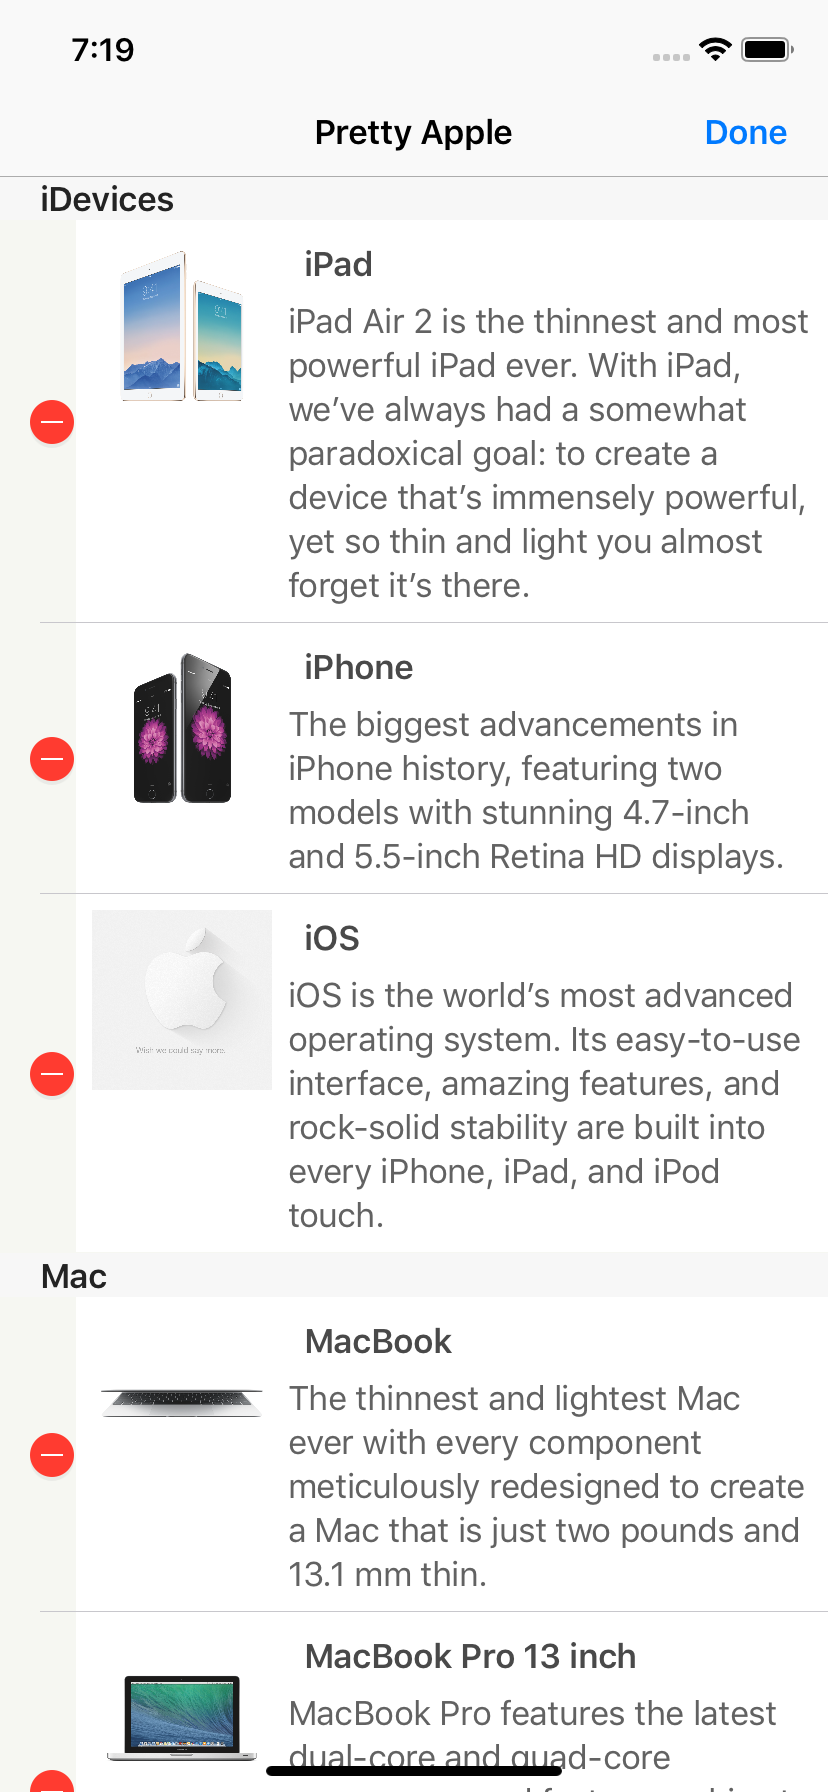 7:19
Pretty Apple
Done
iDevices
iPad
iPad Air 2 is the thinnest and most
powerful iPad ever. With iPad,
we’ve always had a somewhat
paradoxical goal: to create a
device that’s immensely powerful,
yet so thin and light you almost
forget it’s there.
iPhone
The biggest advancements in
iPhone history, featuring two
models with stunning 4.7-inch
and 5.5-inch Retina HD displays.
iOS
Wish we could say more.
iOS is the world’s most advanced
operating system. Its easy-to-use
interface, amazing features, and
rock-solid stability are built into
every iPhone, iPad, and iPod
touch.
Mac
MacBook
The thinnest and lightest Mac
ever with every component
meticulously redesigned to create
a Mac that is just two pounds and
13.1 mm thin.
MacBook Pro 13 inch
MacBook Pro features the latest
dual-core and quad-core